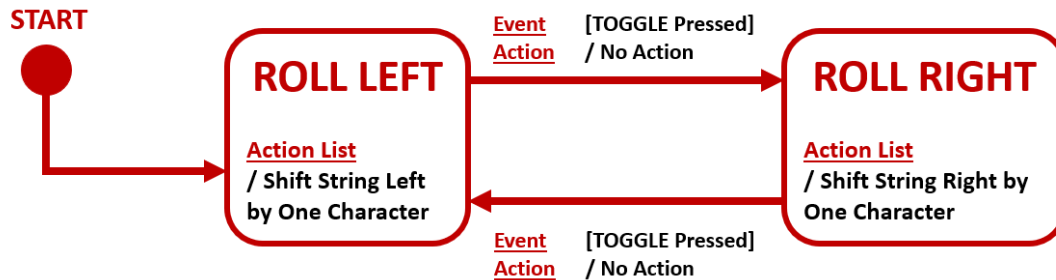 START
Event [TOGGLE Pressed]
Action / No Action
ROLL LEFT
Action List
/ Shift String Left
by One Character
ROLL RIGHT
Action List
/ Shift String Right by
One Character
Event [TOGGLE Pressed]
Action / No Action